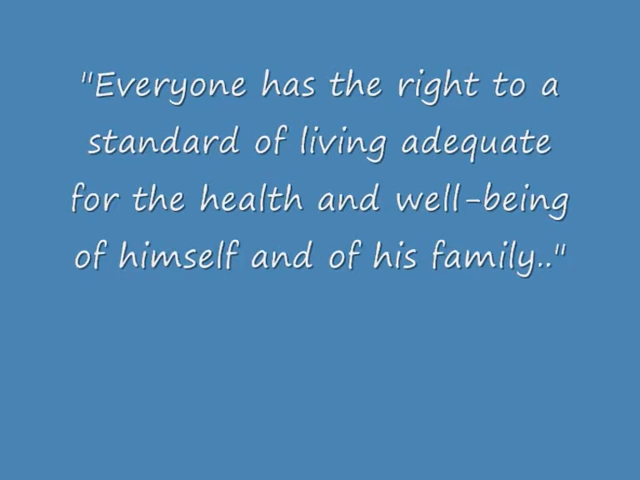 "Everyone has the right to a
standard of living adequate
for the health and well-being
of himself and of his family.."